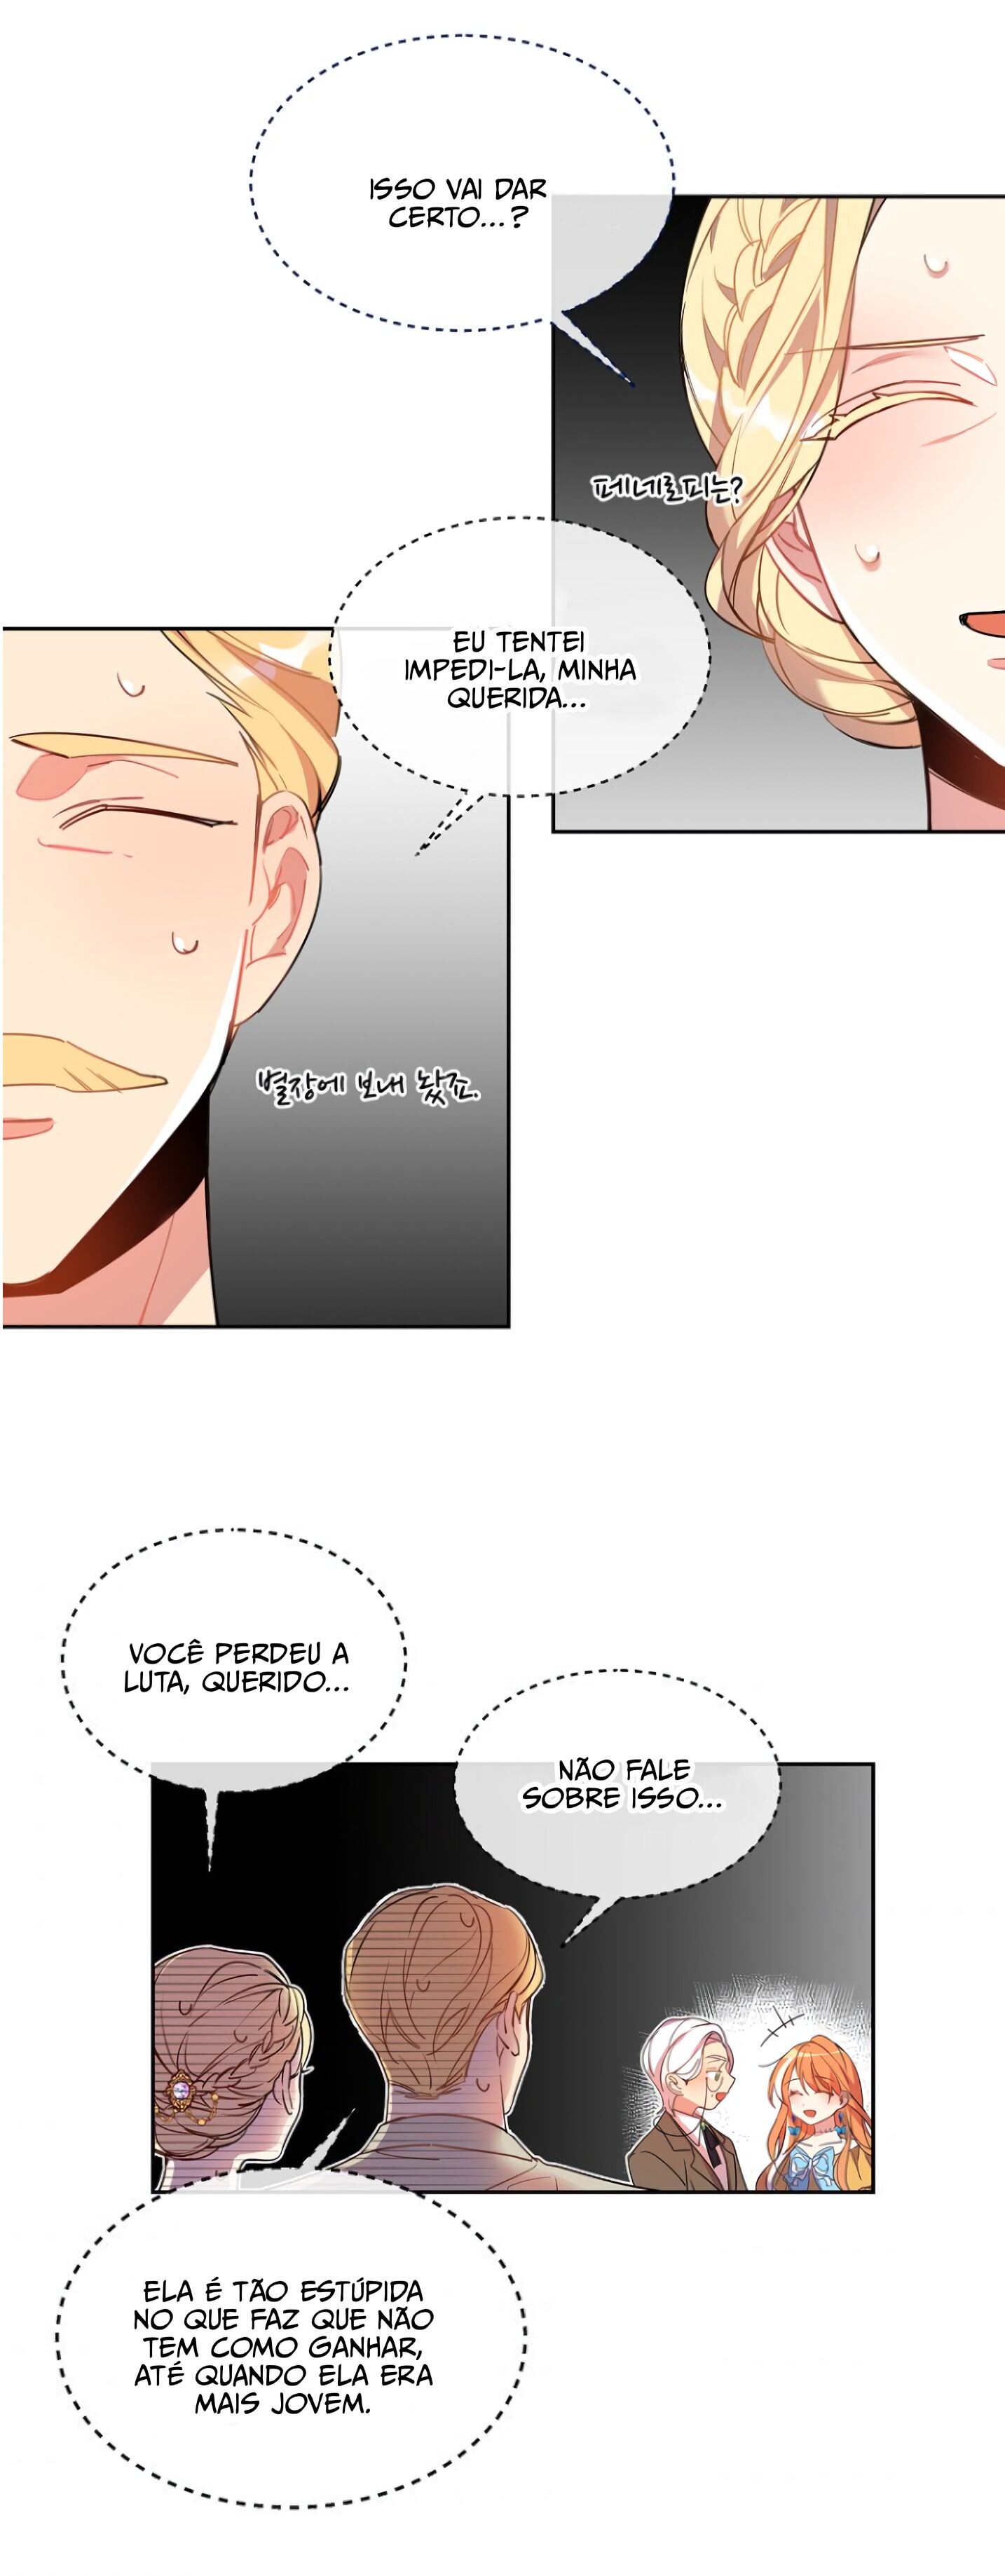 ISSO VAI DAR
CERTO...?
페네로피는?
EU TENTEI
IMPEDI-LA, MINHA
QUERIDA...
별장에 보내 놨죠.
VOCÊ PERDEU A
LUTA, QUERIDO...
NÃO FALE
SOBRE ISSO...
ELA É TÃO ESTÚPIDA
NO QUE FAZ QUE NÃO
TEM COMO GANHAR,
ATÉ QUANDO ELA ERA
MAIS JOVEM.